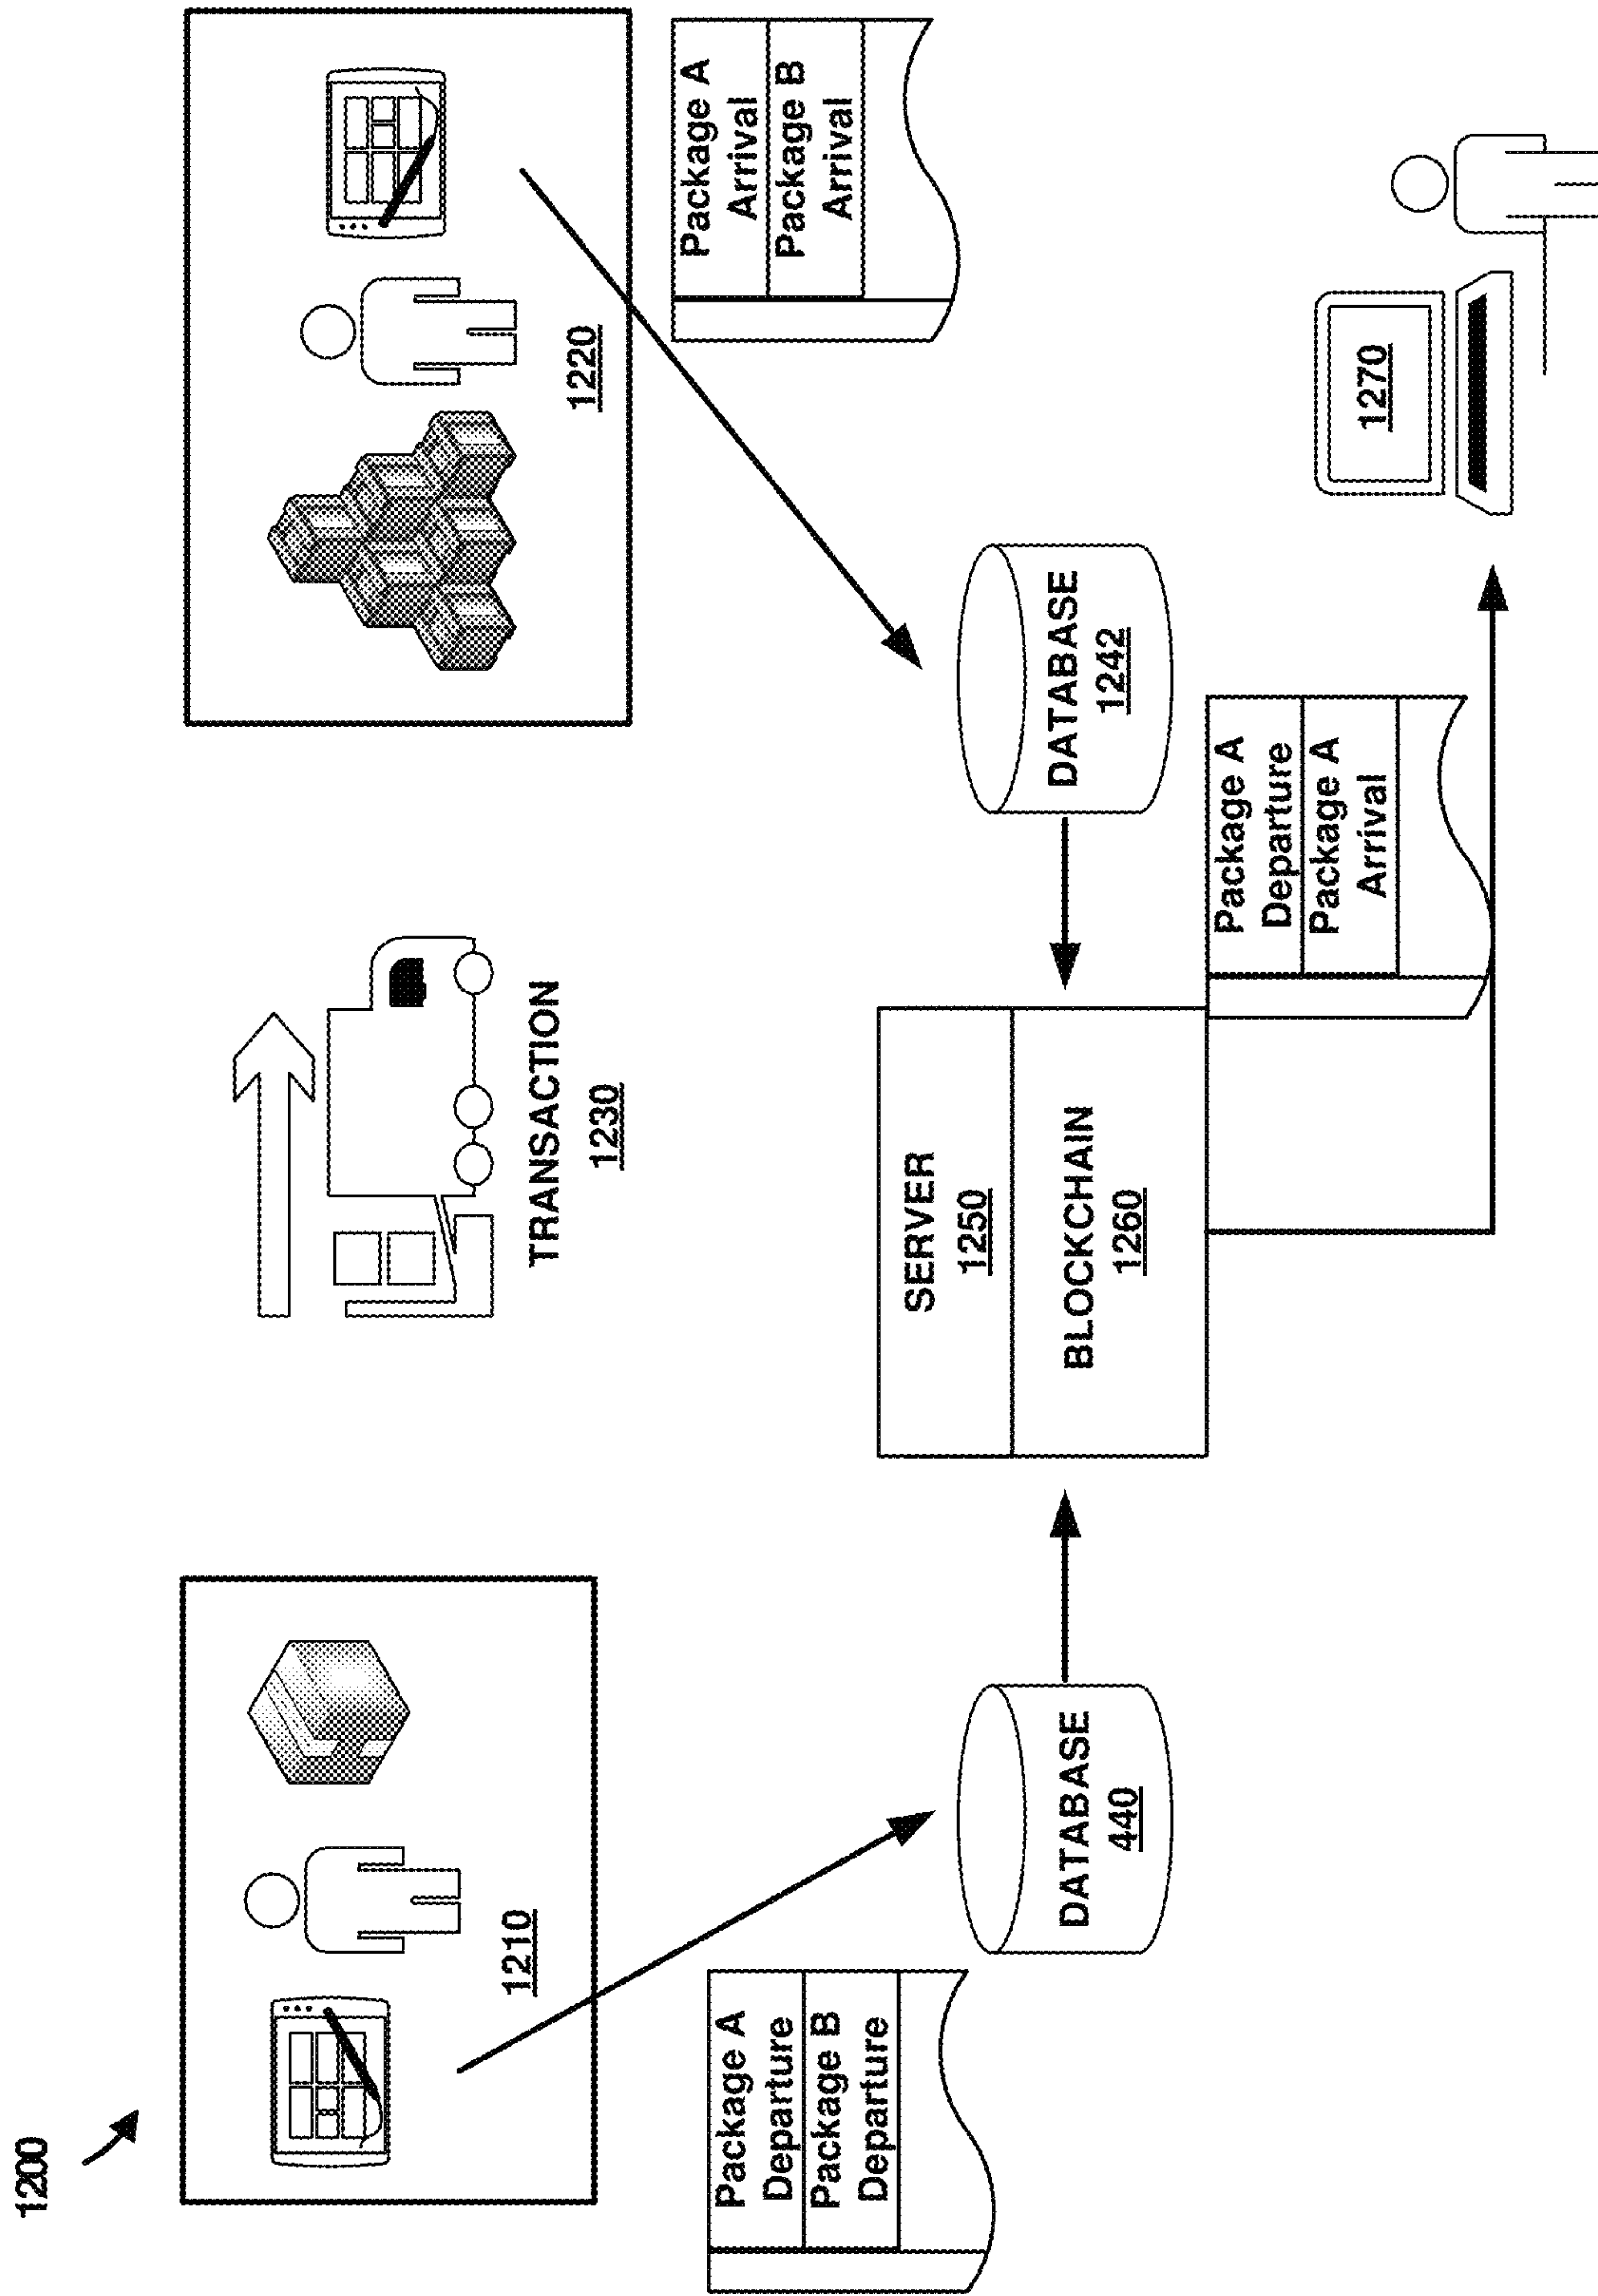 1200
1210
TRANSACTION
1230
1220
Package A
Departure
Package B
Departure
Package A
Arrival
Package B
Arrival
DATABASE
440
SERVER
1250
BLOCKCHAIN
1260
DATABASE
1242
Package A
Departure
Package A
Arrival
1270